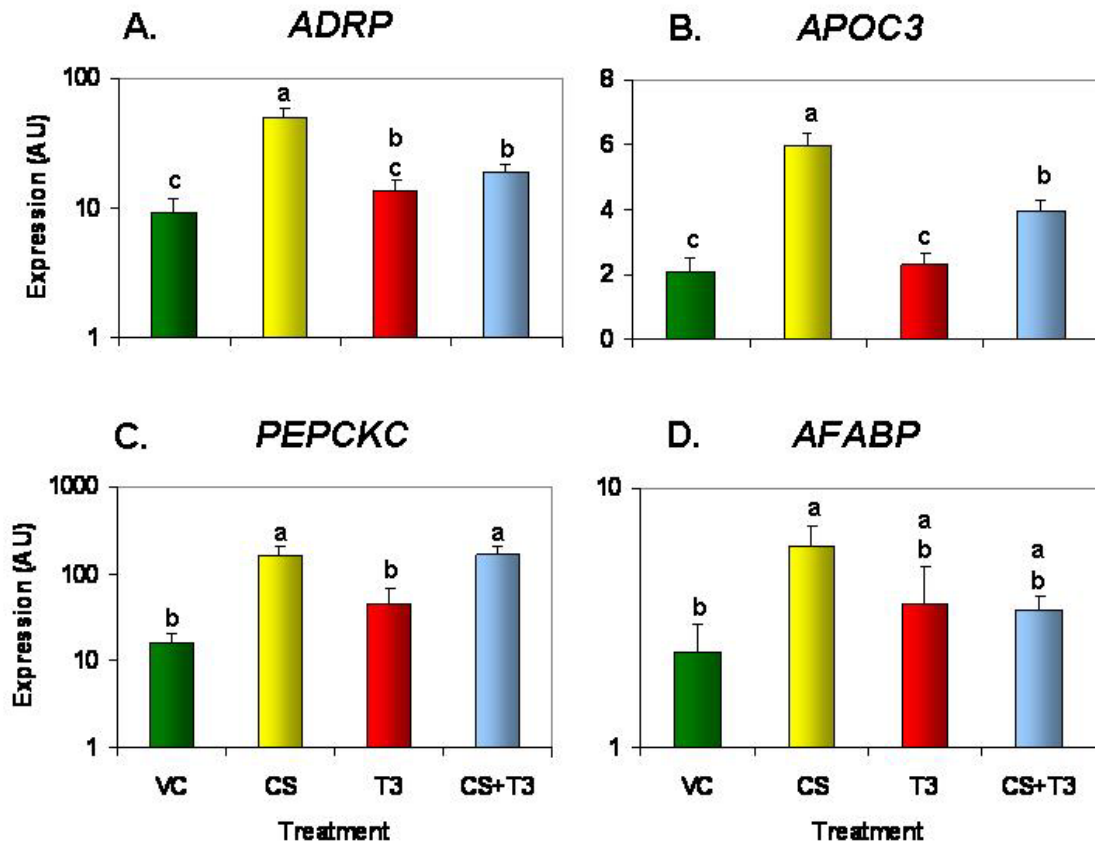 A. ADRP
Expression (AU)
100
10
1
c
a
b
c
b
B. APOC3
8
6
4
2
0
c
a
c
b
C. PEPCKC
Expression (AU)
1000
100
10
1
b
a
b
a
VC CS T3 CS+T3
Treatment
D. AFABP
10
1
b
a
a
b
a
b
VC CS T3 CS+T3
Treatment